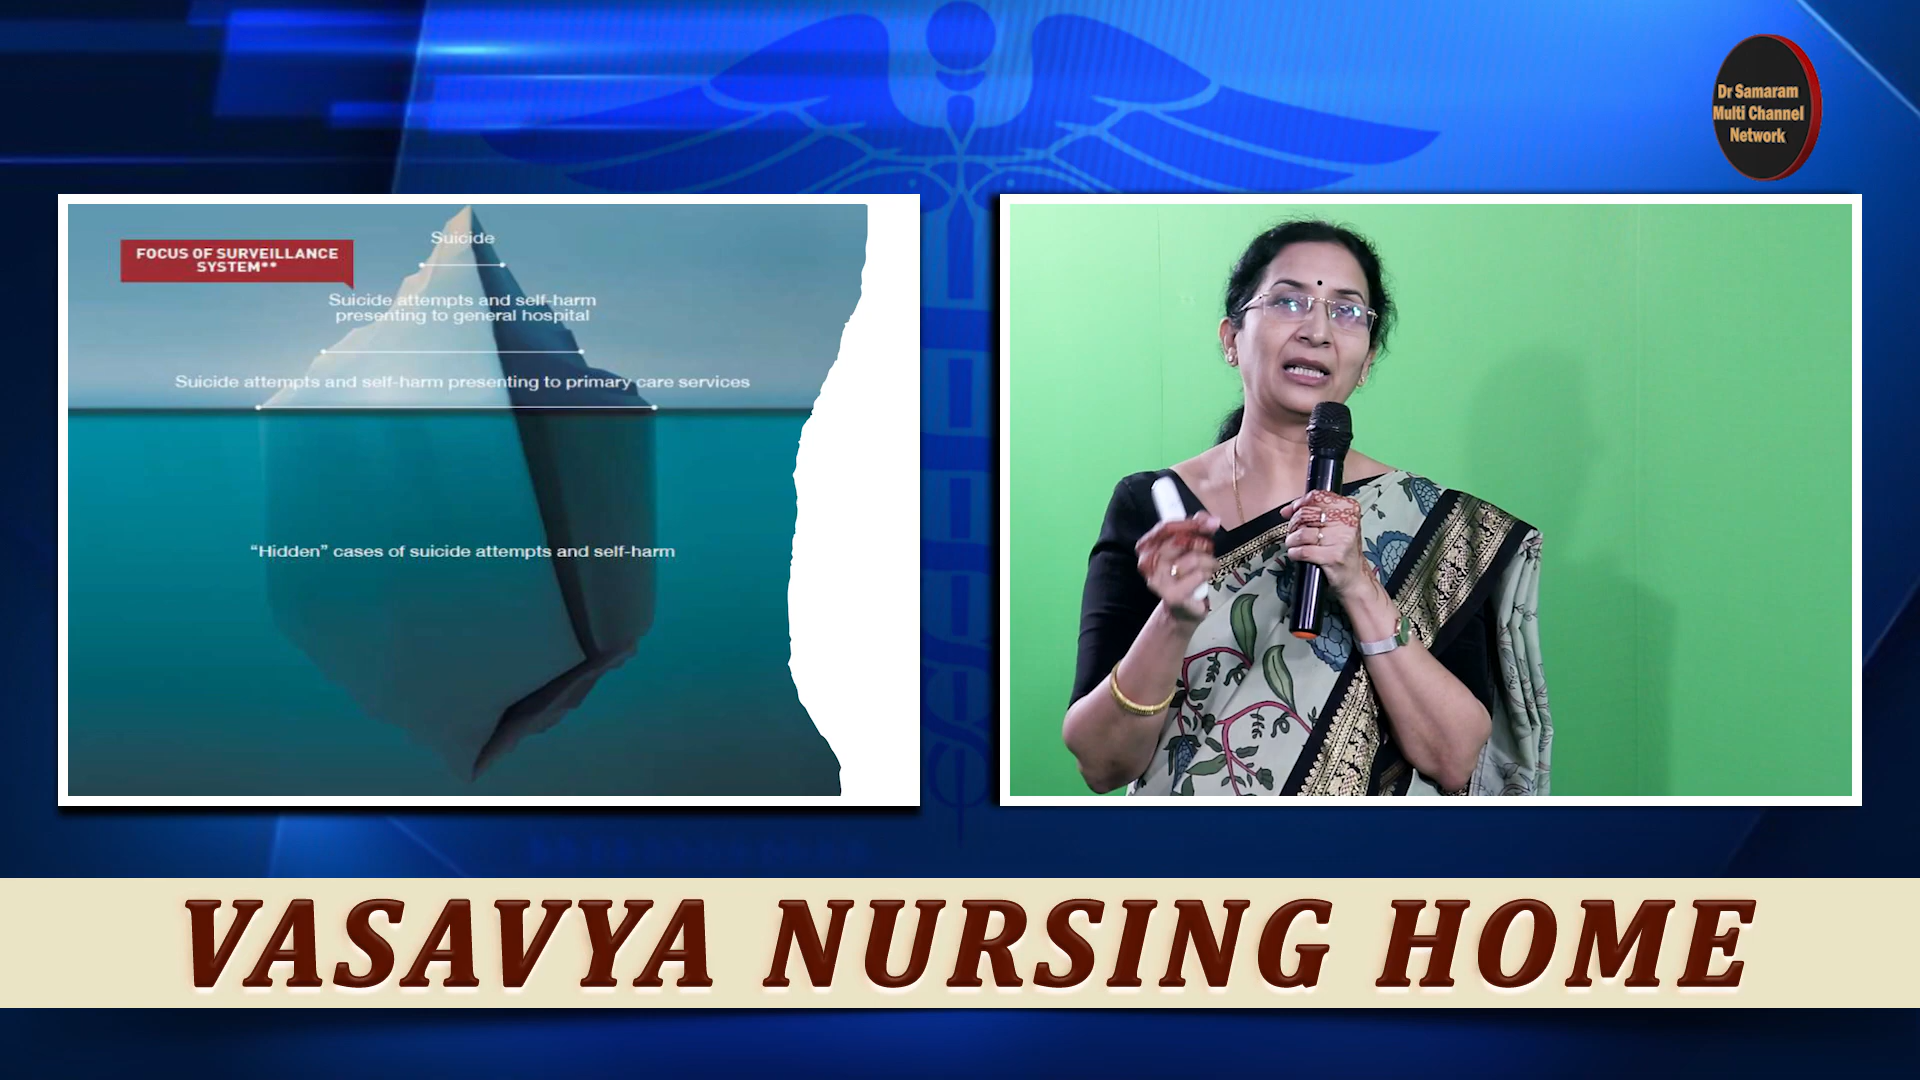 Dr Samaram
Multi Channel
Network
FOCUS OF SURVEILLANCE
SYSTEM**
Suicide
Suicide attempts and self-harm
presenting to general hospital
Suicide attempts and self-harm presenting to primary care services
“Hidden” cases of suicide attempts and self-harm
VASAVYA NURSING HOME